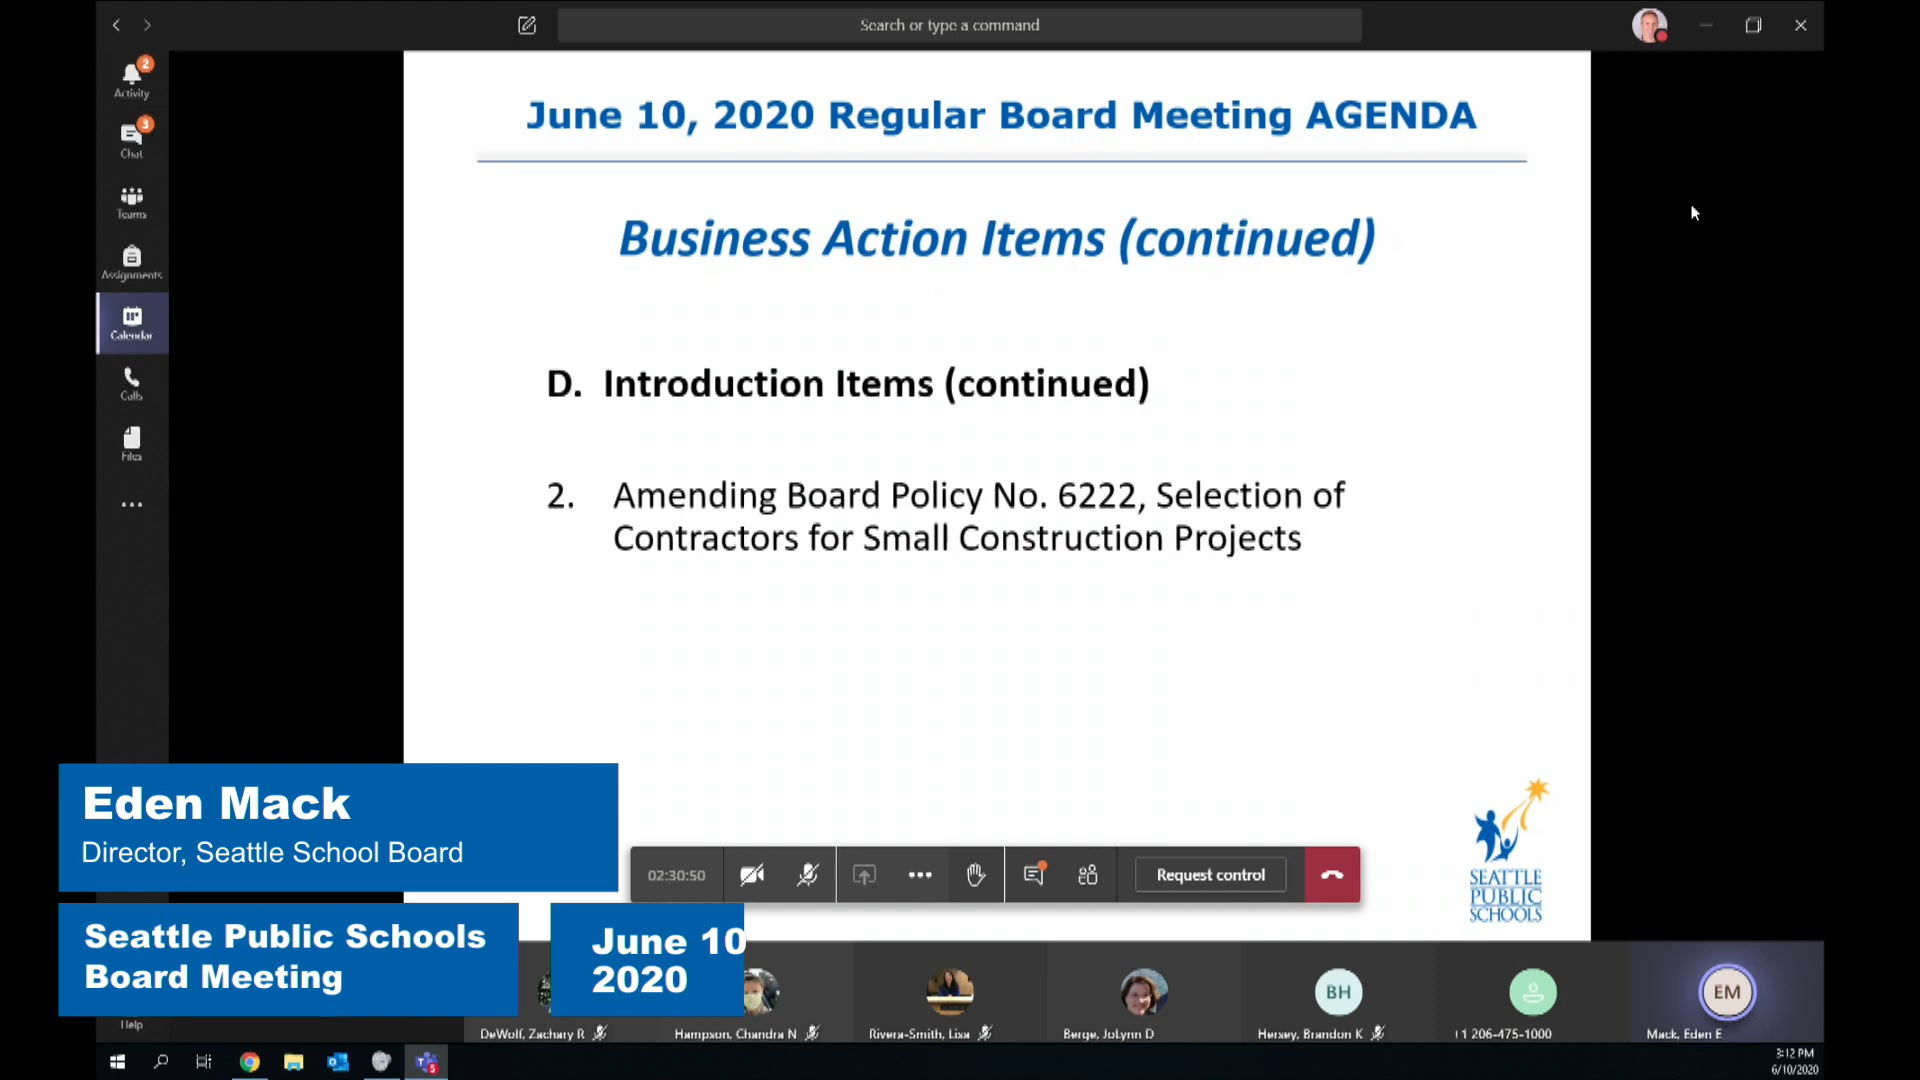 Search or type a command
2
Activity
3
Chat
Teams
Assignments
Calendar
Calls
Files
Help
June 10, 2020 Regular Board Meeting AGENDA
Business Action Items (continued)
D. Introduction Items (continued)
2. Amending Board Policy No. 6222, Selection of
Contractors for Small Construction Projects
SEATTLE
PUBLIC
SCHOOLS
Eden Mack
Director, Seattle School Board
02:30:50
Request control
Seattle Public Schools
Board Meeting
June 10
2020
BH
EM
DeWolf, Zachary R
Hampson, Chandra N
Rivera-Smith, Lisa
Berge, JoLynn D
Hersey, Brandon K
+1 206-475-1000
Mack, Eden E
5
3:12 PM
6/10/2020